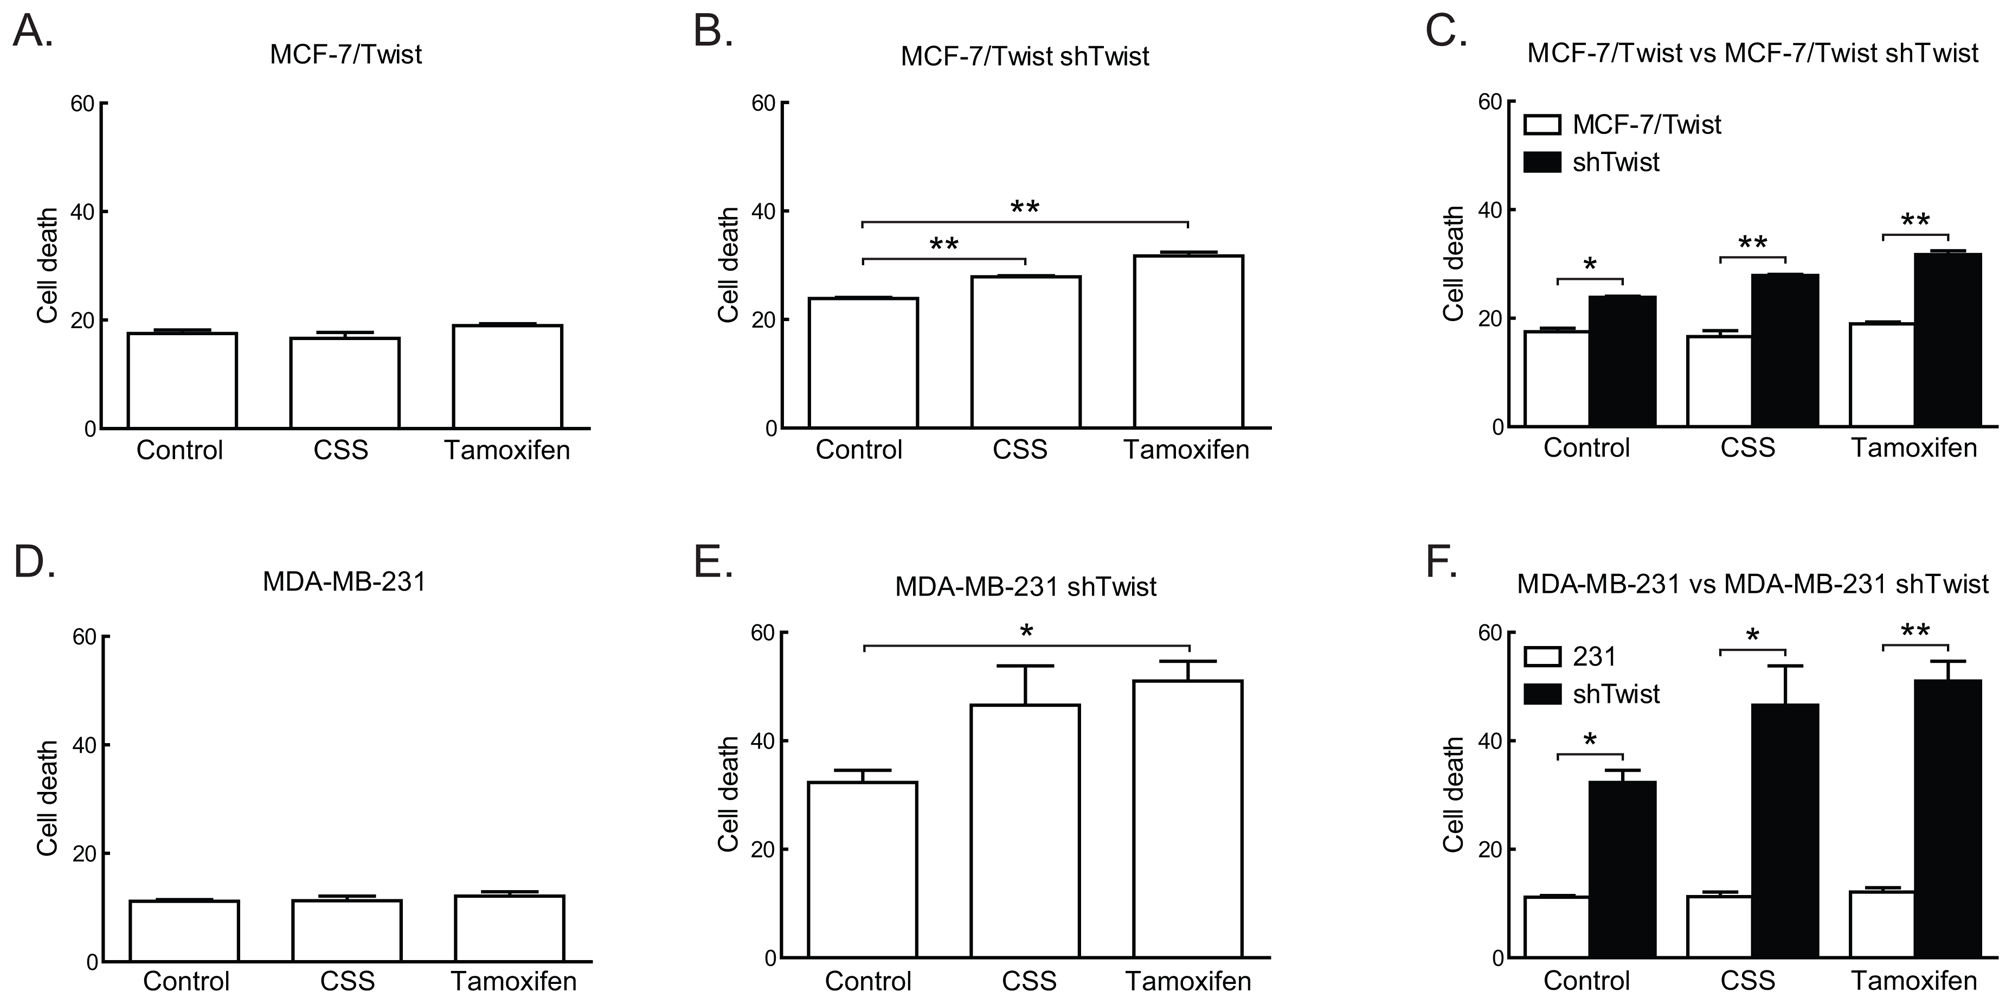 A.
MCF-7/Twist
60
40
20
0
Cell death
Control CSS Tamoxifen
B.
MCF-7/Twist shTwist
60
40
20
0
Cell death
**
**
Control CSS Tamoxifen
C.
MCF-7/Twist vs MCF-7/Twist shTwist
60
40
20
0
Cell death
MCF-7/Twist
shTwist
*
**
**
Control CSS Tamoxifen
D.
MDA-MB-231
60
40
20
0
Cell death
Control CSS Tamoxifen
E.
MDA-MB-231 shTwist
60
40
20
0
Cell death
*
Control CSS Tamoxifen
F.
MDA-MB-231 vs MDA-MB-231 shTwist
60
40
20
0
Cell death
231
shTwist
*
*
**
Control CSS Tamoxifen